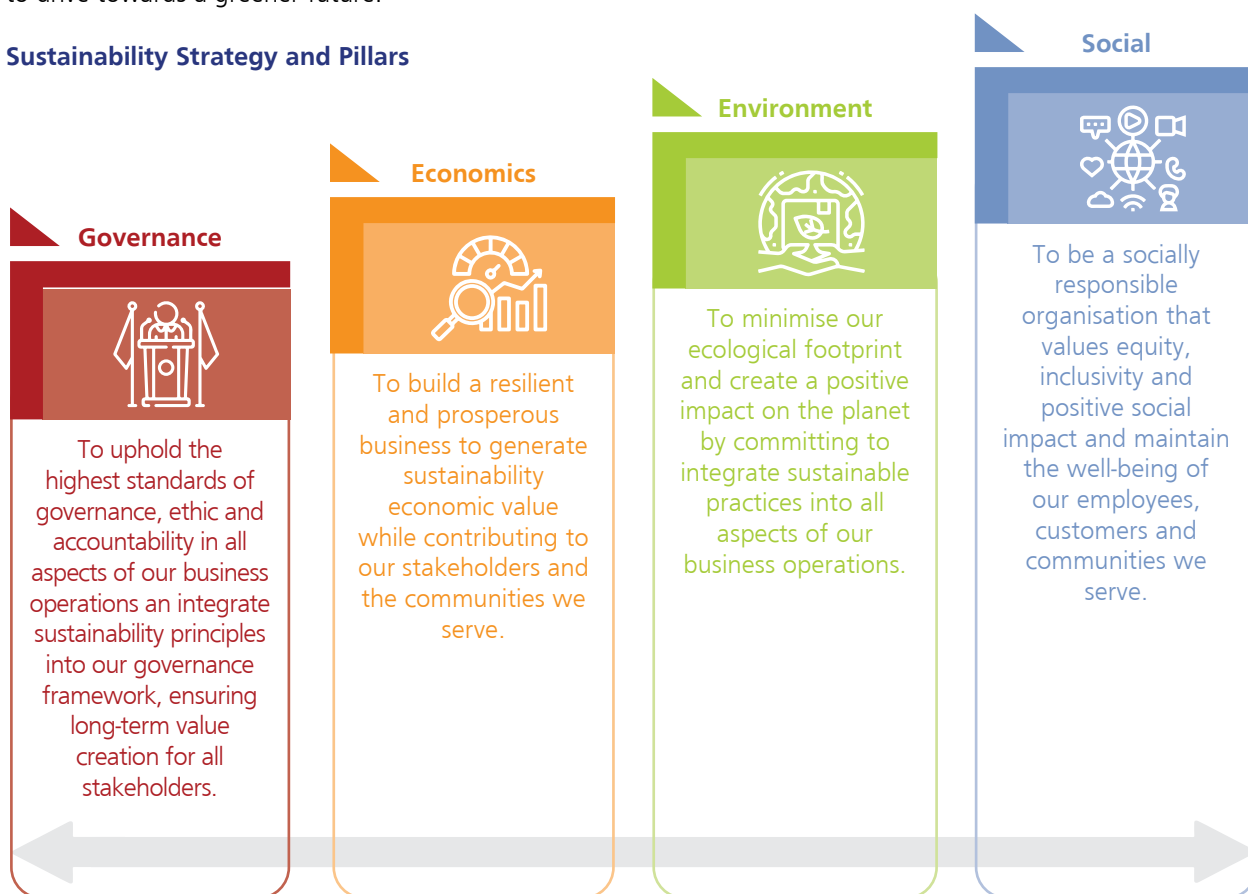 to drive towards a greener future.
Sustainability Strategy and Pillars
Governance
To uphold the
highest standards of
governance, ethic and
accountability in all
aspects of our business
operations an integrate
sustainability principles
into our governance
framework, ensuring
long-term value
creation for all
stakeholders.
Economics
To build a resilient
and prosperous
business to generate
sustainability
economic value
while contributing to
our stakeholders and
the communities we
serve.
Environment
To minimise our
ecological footprint
and create a positive
impact on the planet
by committing to
integrate sustainable
practices into all
aspects of our
business operations.
Social
To be a socially
responsible
organisation that
values equity,
inclusivity and
positive social
impact and maintain
the well-being of
our employees,
customers and
communities we
serve.